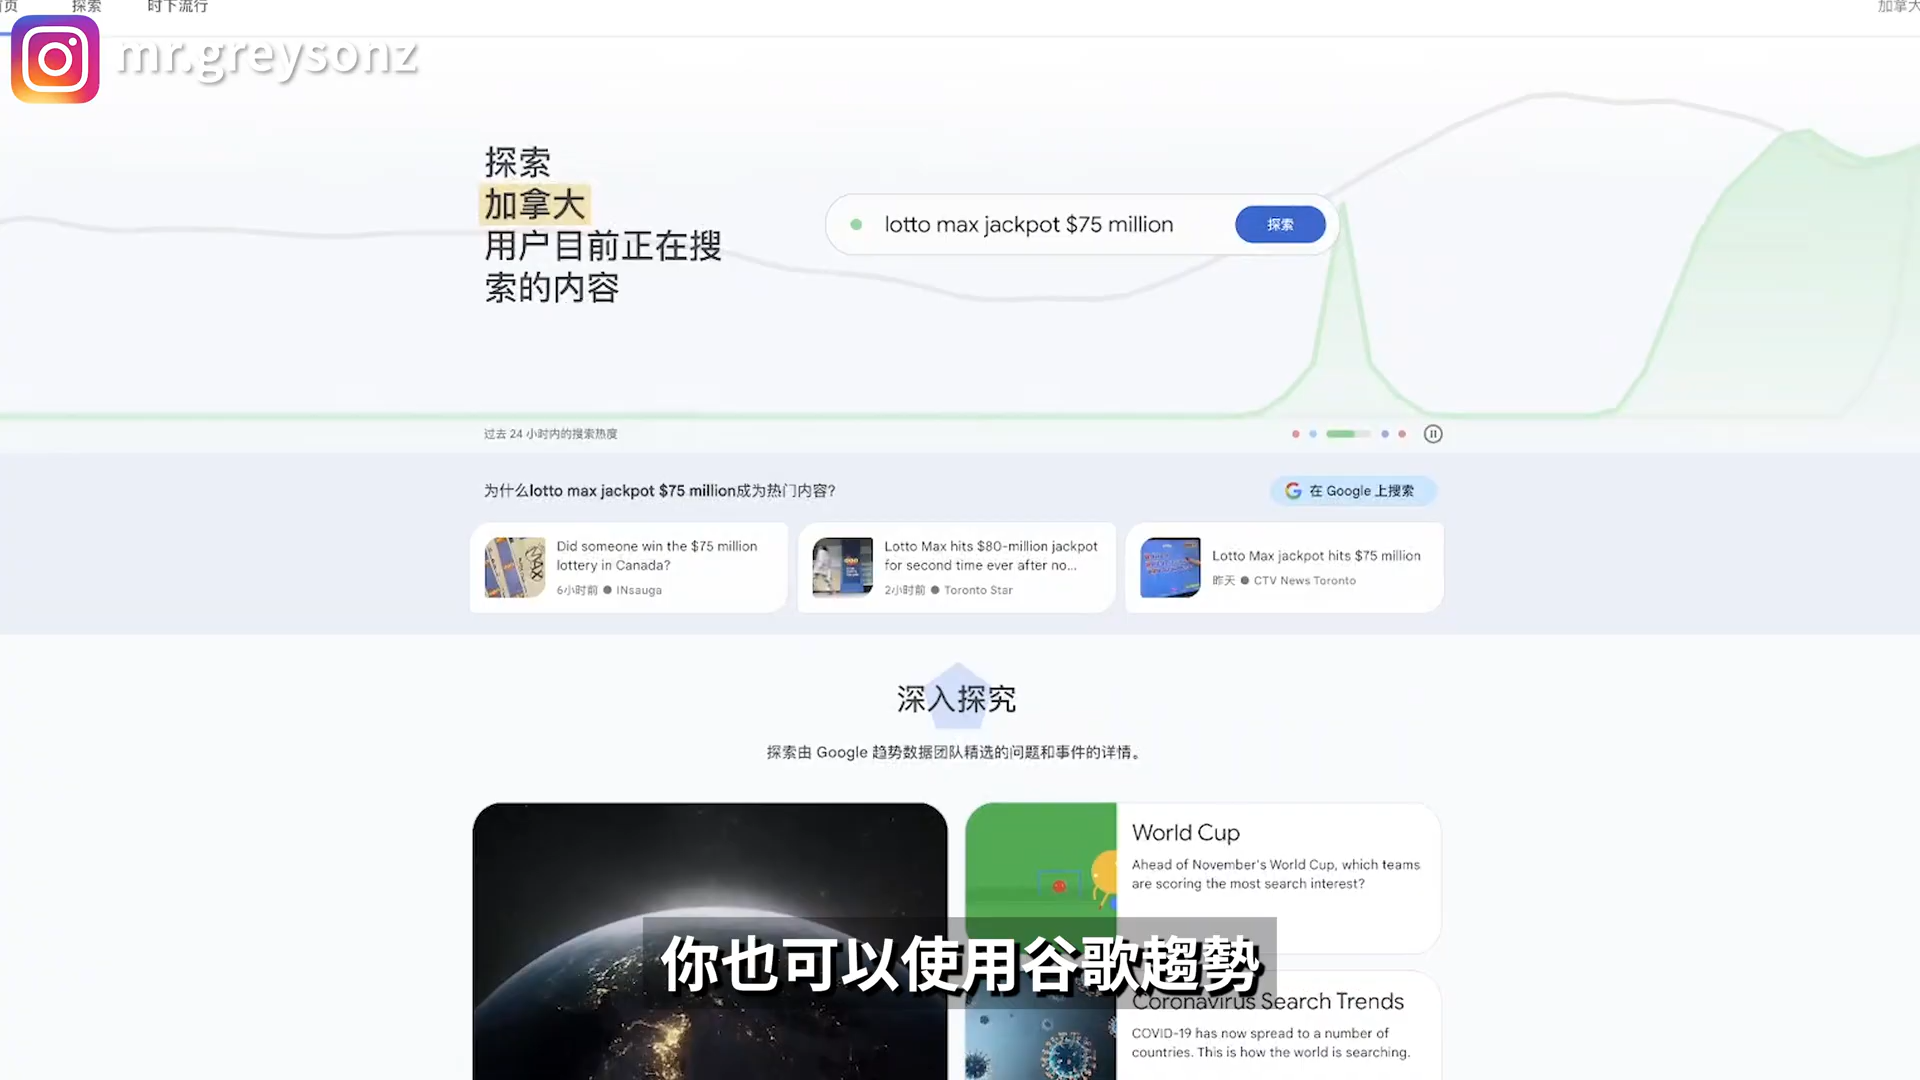 首页
探索
时下流行
加拿大
mr.greysonz
探索
加拿大
用户目前正在搜
索的内容
lotto max jackpot $75 million
探索
过去 24 小时内的搜索热度
为什么lotto max jackpot $75 million成为热门内容?
在 Google 上搜索
Did someone win the $75 million
lottery in Canada?
6小时前 ● INsauga
Lotto Max hits $80-million jackpot
for second time ever after no...
2小时前 ● Toronto Star
Lotto Max jackpot hits $75 million
昨天 ● CTV News Toronto
深入探究
探索由 Google 趋势数据团队精选的问题和事件的详情。
World Cup
Ahead of November's World Cup, which teams
are scoring the most search interest?
你也可以使用谷歌趨勢
Coronavirus Search Trends
COVID-19 has now spread to a number of
countries. This is how the world is searching.